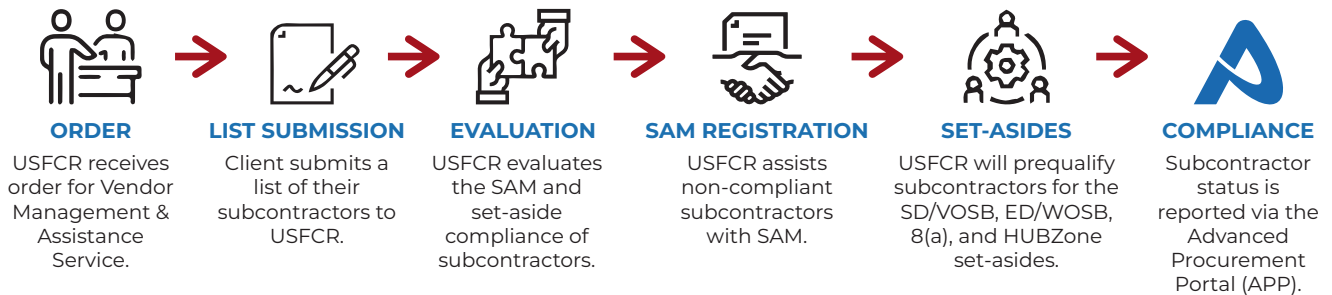 ORDER
USFCR receives
order for Vendor
Management &
Assistance
Service.
LIST SUBMISSION
Client submits a
list of their
subcontractors to
USFCR.
EVALUATION
USFCR evaluates
the SAM and
set-aside
compliance of
subcontractors.
SAM REGISTRATION
USFCR assists
non-compliant
subcontractors
with SAM.
SET-ASIDES
USFCR will prequalify
subcontractors for the
SD/VOSB, ED/WOSB,
8(a), and HUBZone
set-asides.
COMPLIANCE
Subcontractor
status is
reported via the
Advanced
Procurement
Portal (APP).